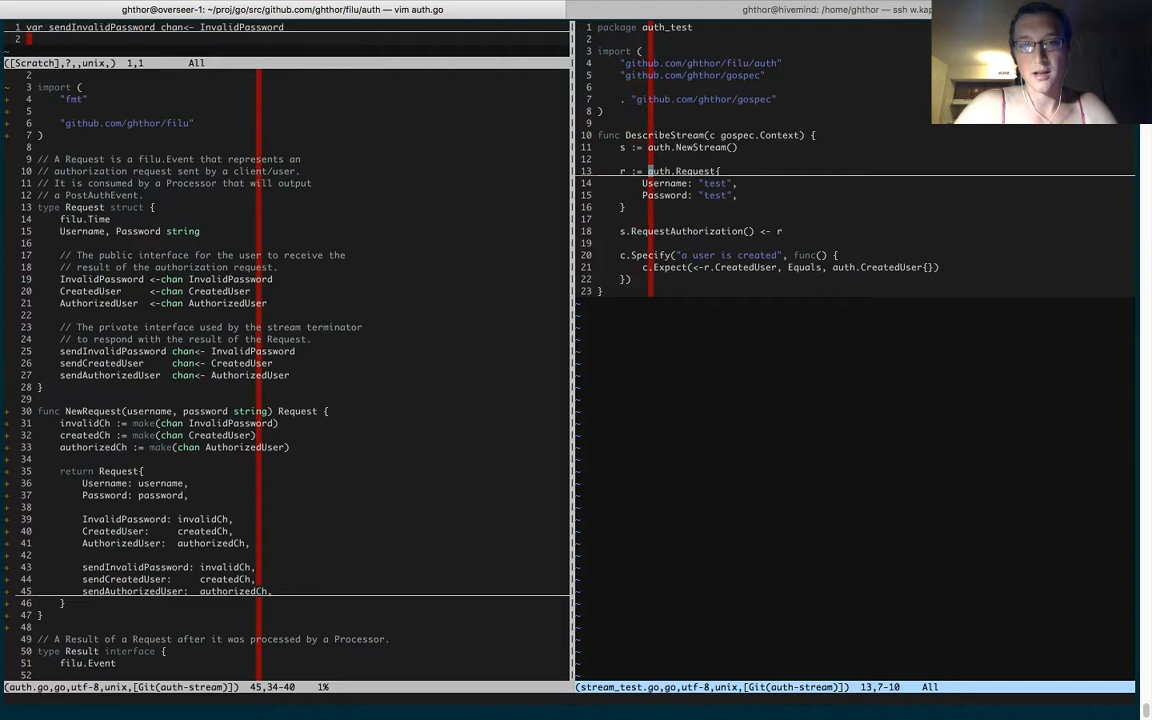 ghthor@overseer-1: ~/proj/go/src/github.com/ghthor/filu/auth — vim auth.go
ghthor@hivemind: /home/ghthor — ssh w.kap
1 var sendInvalidPassword chan<- InvalidPassword
2
~
([Scratch],?,,unix,) 1,1 All
2
~ 3 import (
+ 4 "fmt"
+ 5
+ 6 "github.com/ghthor/filu"
+ 7 )
8
9 // A Request is a filu.Event that represents an
10 // authorization request sent by a client/user.
11 // It is consumed by a Processor that will output
12 // a PostAuthEvent.
13 type Request struct {
14 filu.Time
15 Username, Password string
16
17 // The public interface for the user to receive the
18 // result of the authorization request.
19 InvalidPassword <-chan InvalidPassword
20 CreatedUser <-chan CreatedUser
21 AuthorizedUser <-chan AuthorizedUser
22
23 // The private interface used by the stream terminator
24 // to respond with the result of the Request.
25 sendInvalidPassword chan<- InvalidPassword
26 sendCreatedUser chan<- CreatedUser
27 sendAuthorizedUser chan<- AuthorizedUser
28 }
29
+ 30 func NewRequest(username, password string) Request {
+ 31 invalidCh := make(chan InvalidPassword)
+ 32 createdCh := make(chan CreatedUser)
+ 33 authorizedCh := make(chan AuthorizedUser)
+ 34
+ 35 return Request{
+ 36 Username: username,
+ 37 Password: password,
+ 38
+ 39 InvalidPassword: invalidCh,
+ 40 CreatedUser: createdCh,
+ 41 AuthorizedUser: authorizedCh,
+ 42
+ 43 sendInvalidPassword: invalidCh,
+ 44 sendCreatedUser: createdCh,
+ 45 sendAuthorizedUser: authorizedCh,
+ 46 }
+ 47 }
+ 48
49 // A Result of a Request after it was processed by a Processor.
50 type Result interface {
51 filu.Event
52
(auth.go,go,utf-8,unix,[Git(auth-stream)]) 45,34-40 1%
1 package auth_test
2
3 import (
4 "github.com/ghthor/filu/auth"
5 "github.com/ghthor/gospec"
6
7 . "github.com/ghthor/gospec"
8 )
9
10 func DescribeStream(c gospec.Context) {
11 s := auth.NewStream()
12
13 r := auth.Request{
14 Username: "test",
15 Password: "test",
16 }
17
18 s.RequestAuthorization() <- r
19
20 c.Specify("a user is created", func() {
21 c.Expect(<-r.CreatedUser, Equals, auth.CreatedUser{})
22 })
23 }
(stream_test.go,go,utf-8,unix,[Git(auth-stream)]) 13,7-10 All